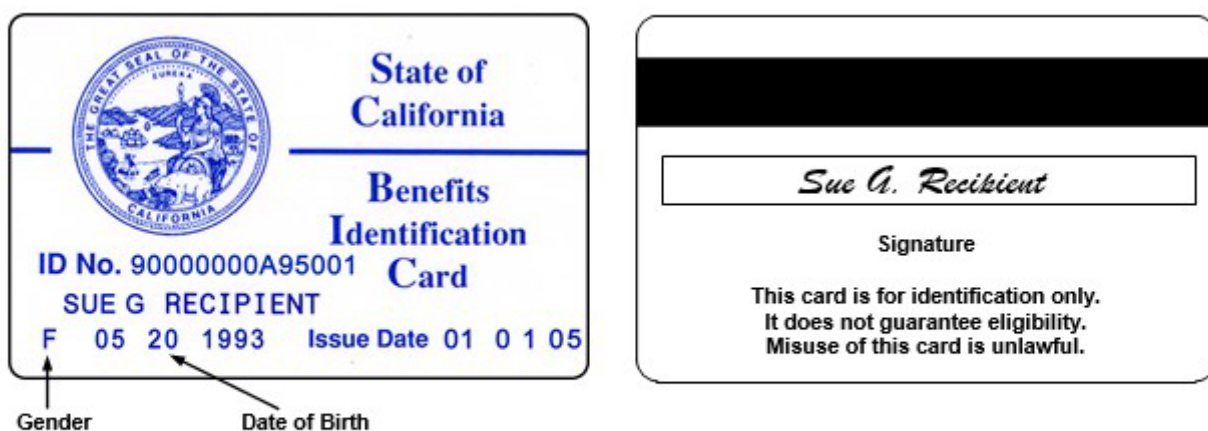 THE GREAT SEAL OF THE STATE OF CALIFORNIA
EUREKA
State of
California
Benefits
Identification
Card
ID No. 90000000A95001
SUE G RECIPIENT
F 05 20 1993 Issue Date 01 0 1 05
Gender
Date of Birth
Sue G. Recipient
Signature
This card is for identification only.
It does not guarantee eligibility.
Misuse of this card is unlawful.